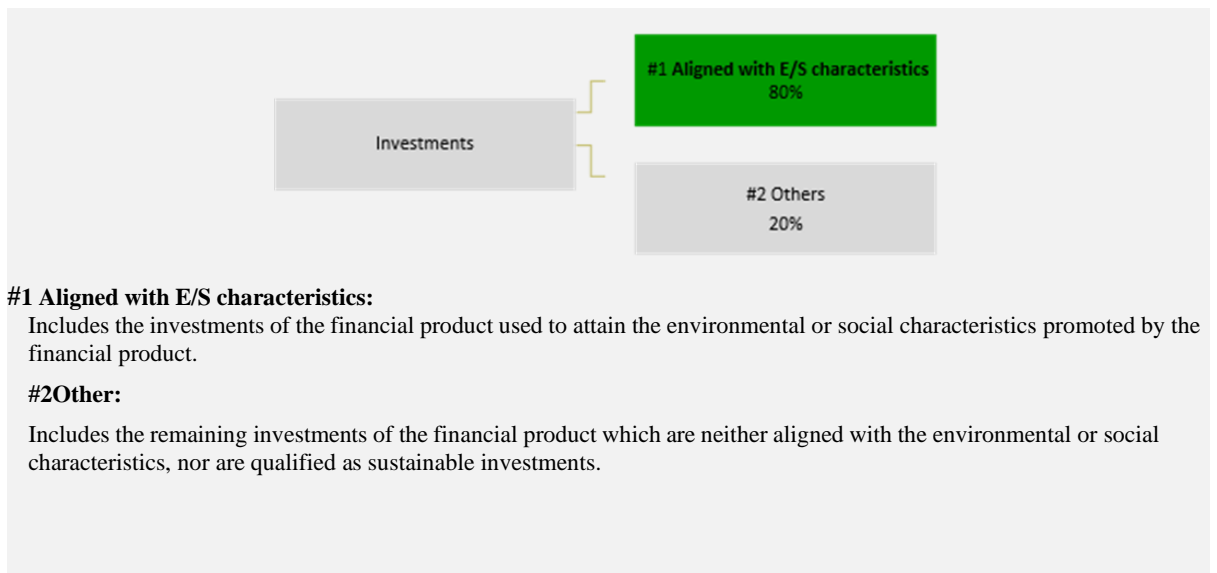 #1 Aligned with E/S characteristics
80%
Investments
#2 Others
20%
#1 Aligned with E/S characteristics:
Includes the investments of the financial product used to attain the environmental or social characteristics promoted by the
financial product.
#2Other:
Includes the remaining investments of the financial product which are neither aligned with the environmental or social
characteristics, nor are qualified as sustainable investments.